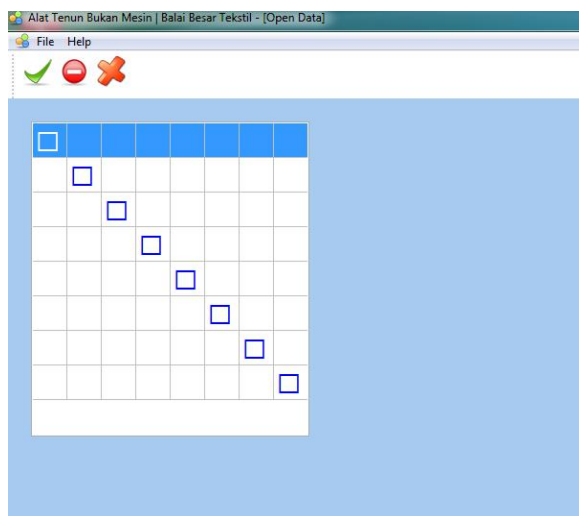 Alat Tenun Bukan Mesin | Balai Besar Tekstil - [Open Data]
File Help